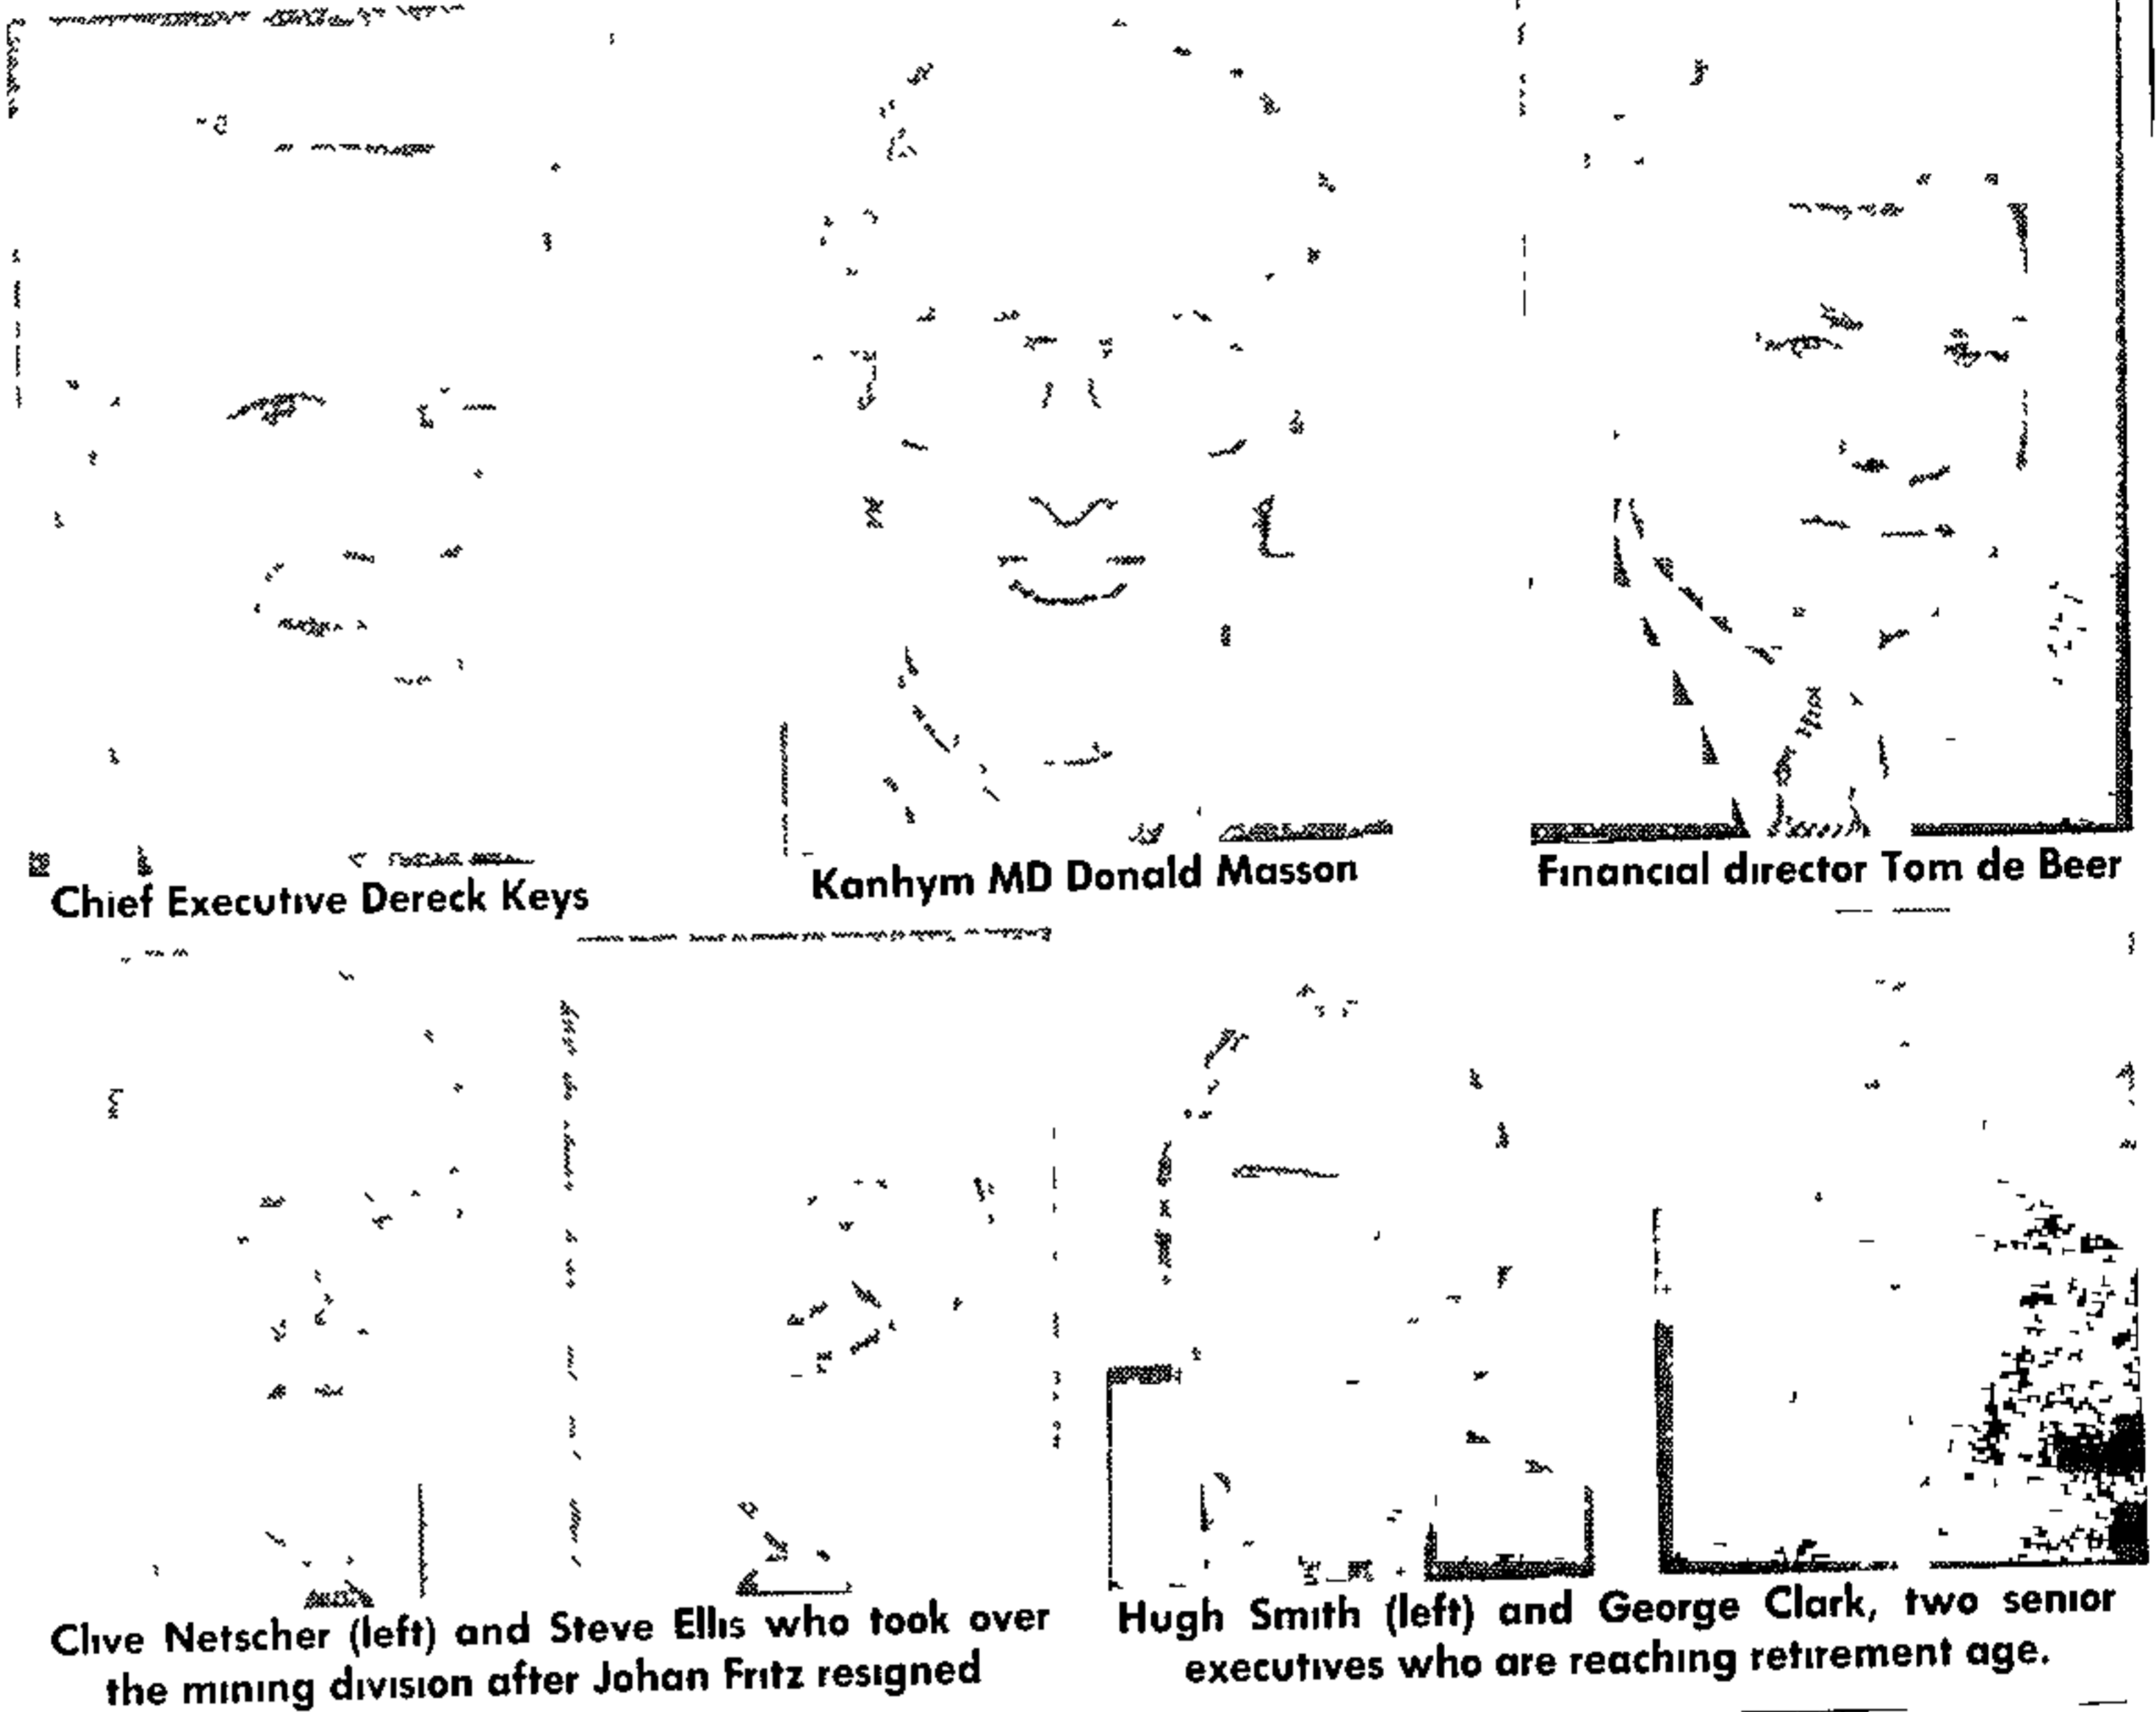 Chief Executive Dereck Keys
Kanhym MD Donald Masson
Financial director Tom de Beer
Clive Netscher (left) and Steve Ellis who took over
the mining division after Johan Fritz resigned
Hugh Smith (left) and George Clark, two senior
executives who are reaching retirement age.